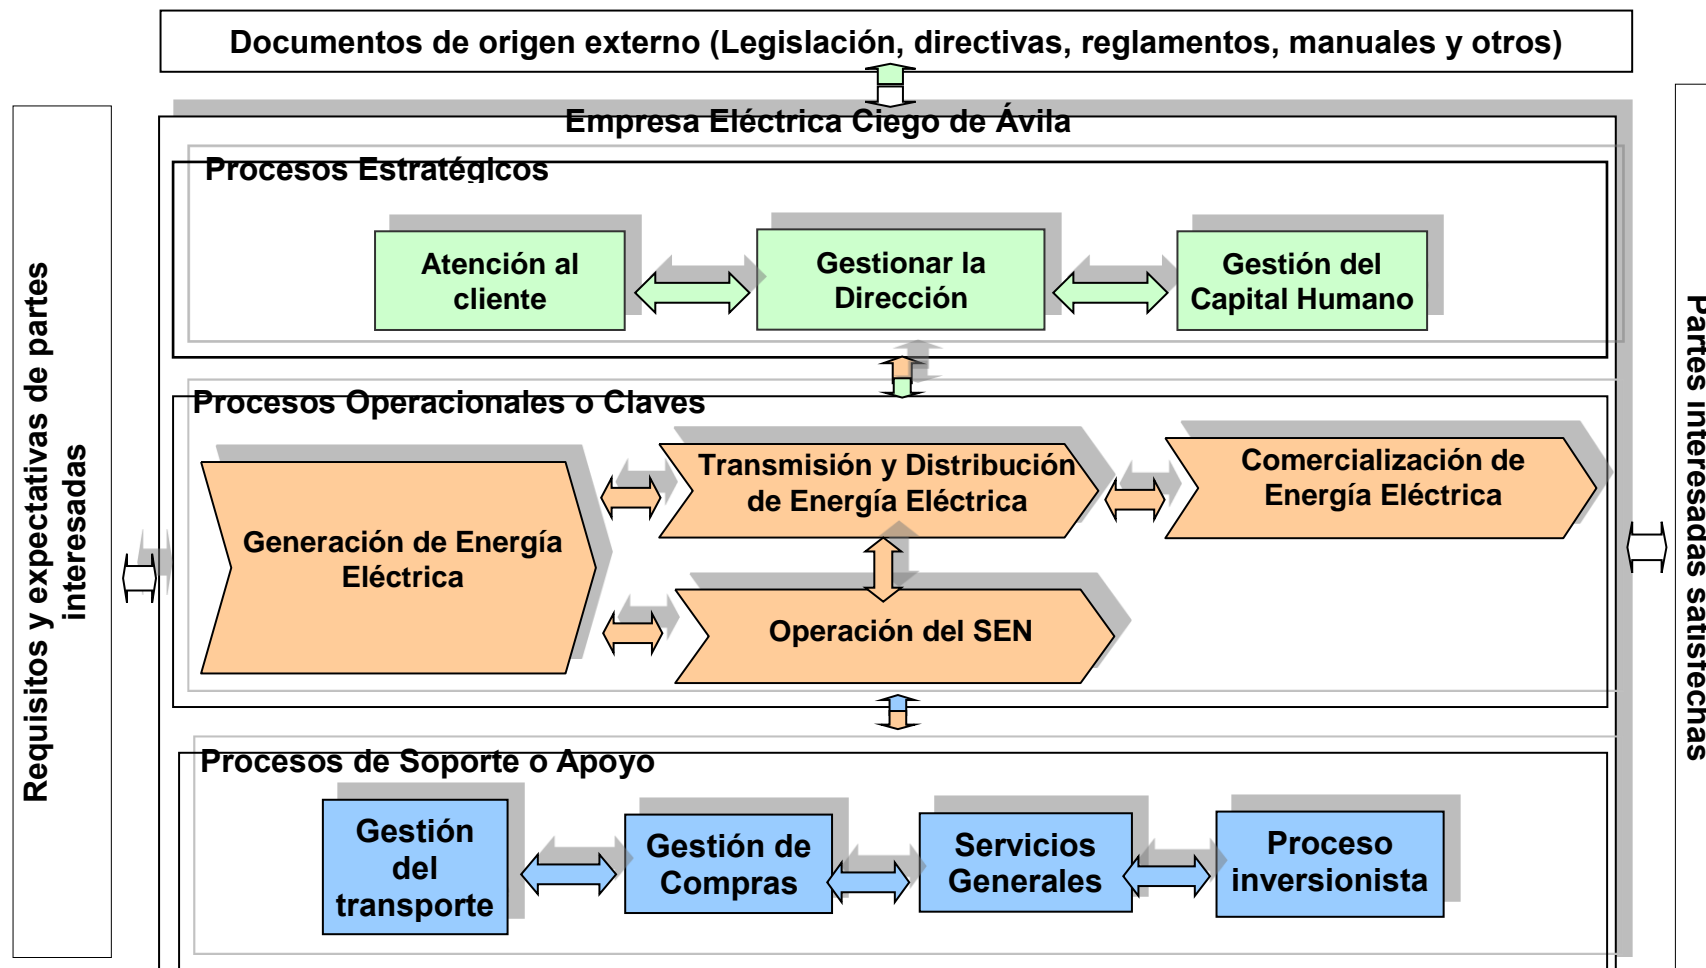 Documentos de origen externo (Legislación, directivas, reglamentos, manuales y otros)
Empresa Eléctrica Ciego de Ávila
Requisitos y expectativas de partes
interesadas
Procesos Estratégicos
Atención al
cliente
Gestionar la
Dirección
Gestión del
Capital Humano
Procesos Operacionales o Claves
Generación de Energía
Eléctrica
Transmisión y Distribución
de Energía Eléctrica
Comercialización de
Energía Eléctrica
Operación del SEN
Procesos de Soporte o Apoyo
Gestión
del
transporte
Gestión de
Compras
Servicios
Generales
Proceso
inversionista
Partes interesadas satisfechas